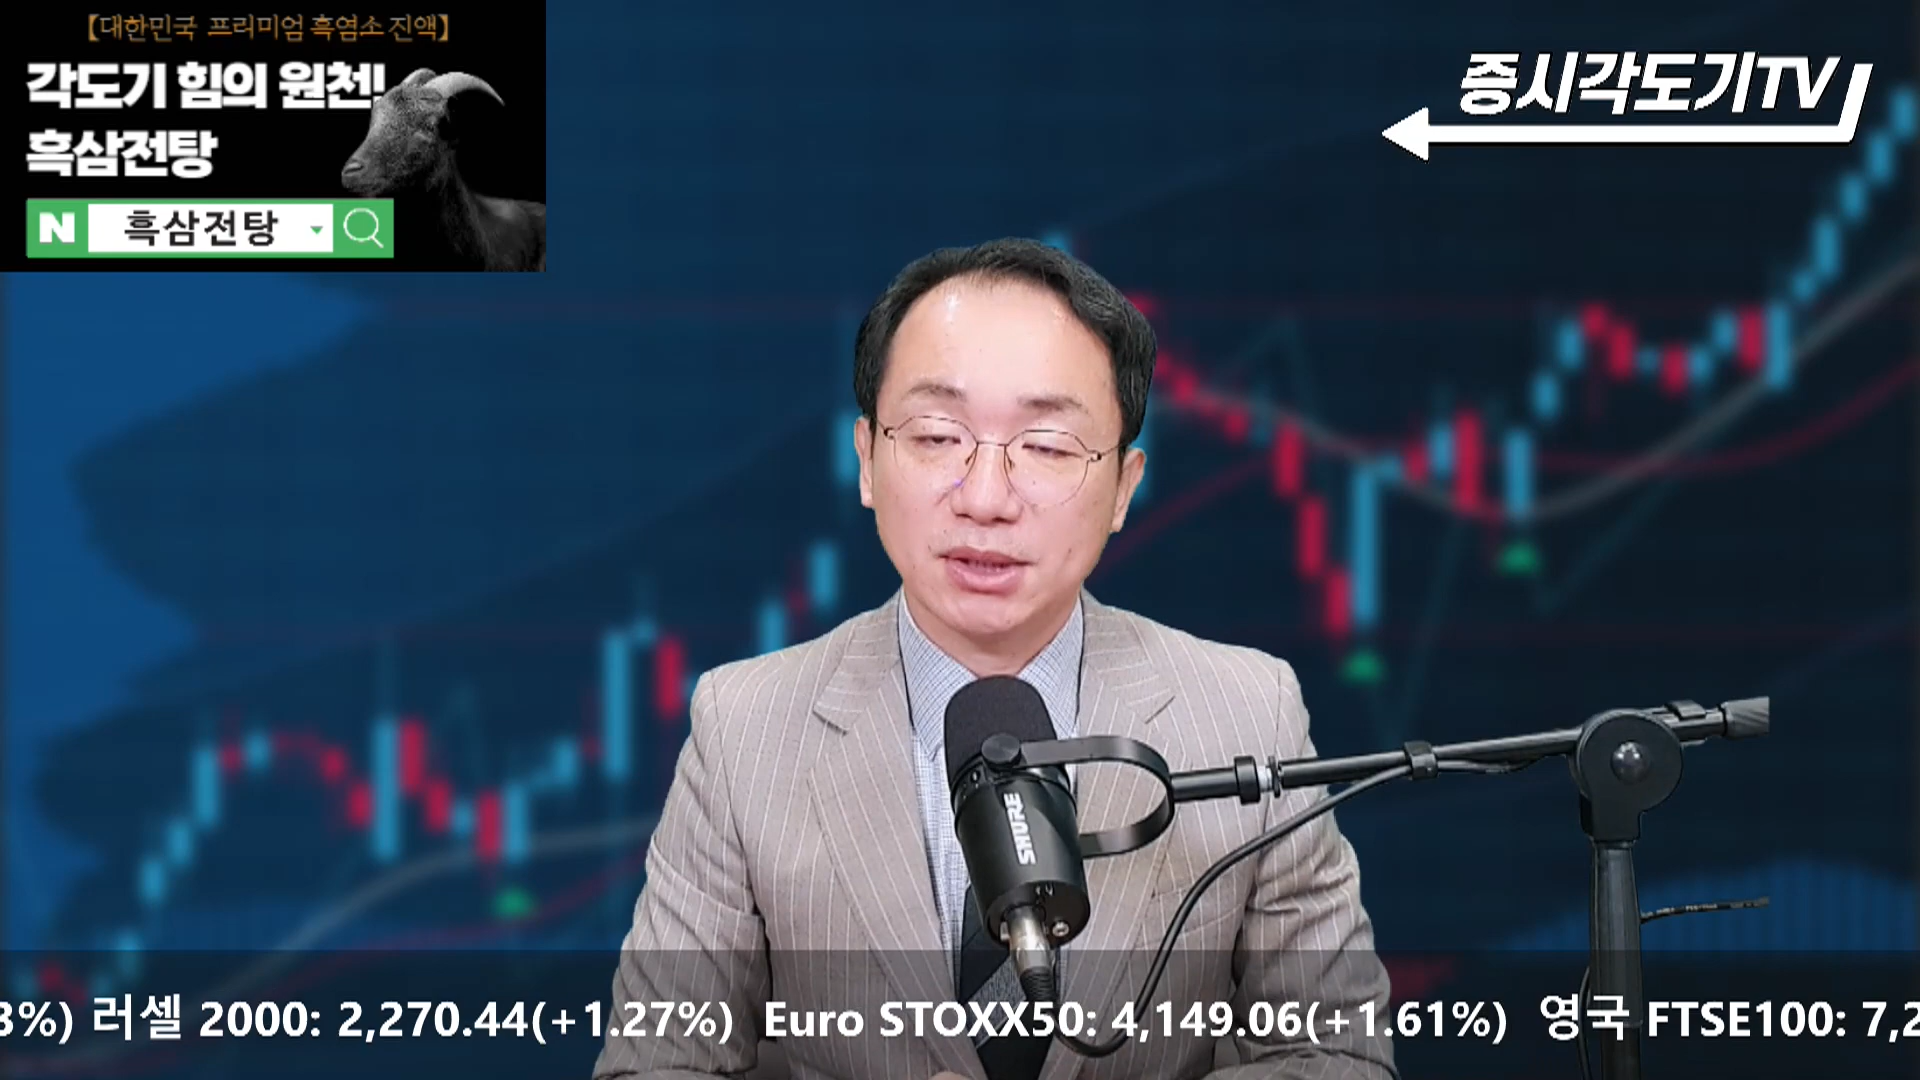 【대한민국 프리미엄 흑염소 진액】
각도기 힘의 원천!
흑삼전탕
N 흑삼전탕
증시각도기TV
SHURE
3%) 러셀 2000: 2,270.44(+1.27%) Euro STOXX50: 4,149.06(+1.61%) 영국 FTSE100: 7,2